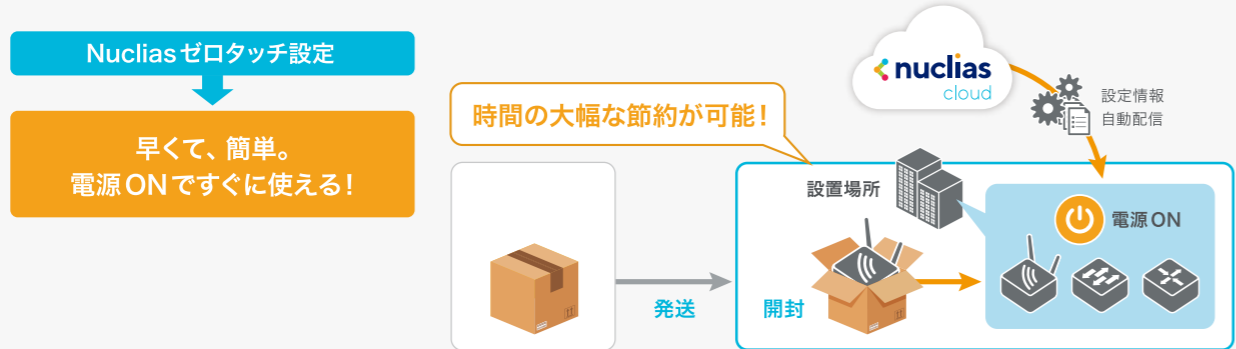 Nucliasゼロタッチ設定
早くて、簡単。
電源ONですぐに使える！
時間の大幅な節約が可能！
nuclias
cloud
設定情報
自動配信
設置場所
電源ON
発送
開封